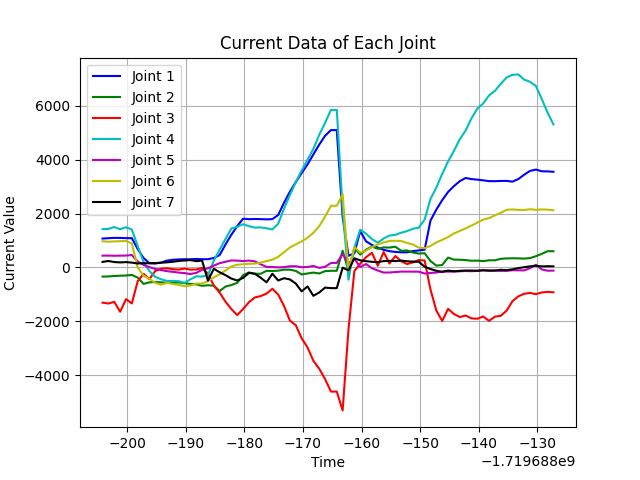 Current Data of Each Joint
Joint 1
Joint 2
Joint 3
Joint 4
Joint 5
Joint 6
Joint 7
6000
4000
2000
0
−2000
−4000
Current Value
−200 −190 −180 −170 −160 −150 −140 −130
Time
−1.719688e9